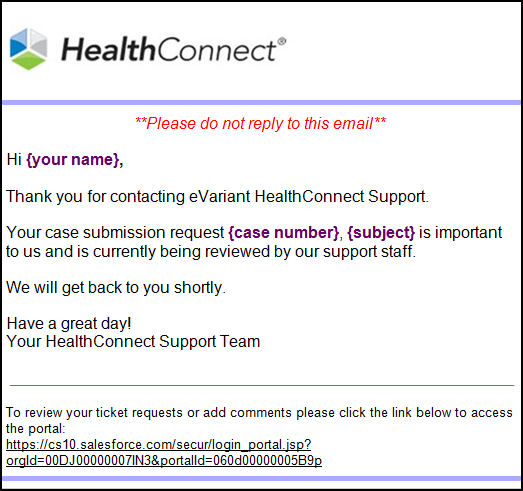 HealthConnect®
**Please do not reply to this email**
Hi {your name},
Thank you for contacting eVariant HealthConnect Support.
Your case submission request {case number}, {subject} is important
to us and is currently being reviewed by our support staff.
We will get back to you shortly.
Have a great day!
Your HealthConnect Support Team
To review your ticket requests or add comments please click the link below to access
the portal:
https://cs10.salesforce.com/secur/login_portal.jsp?
orgId=00DJ00000007IN3&portalId=060d00000005B9p